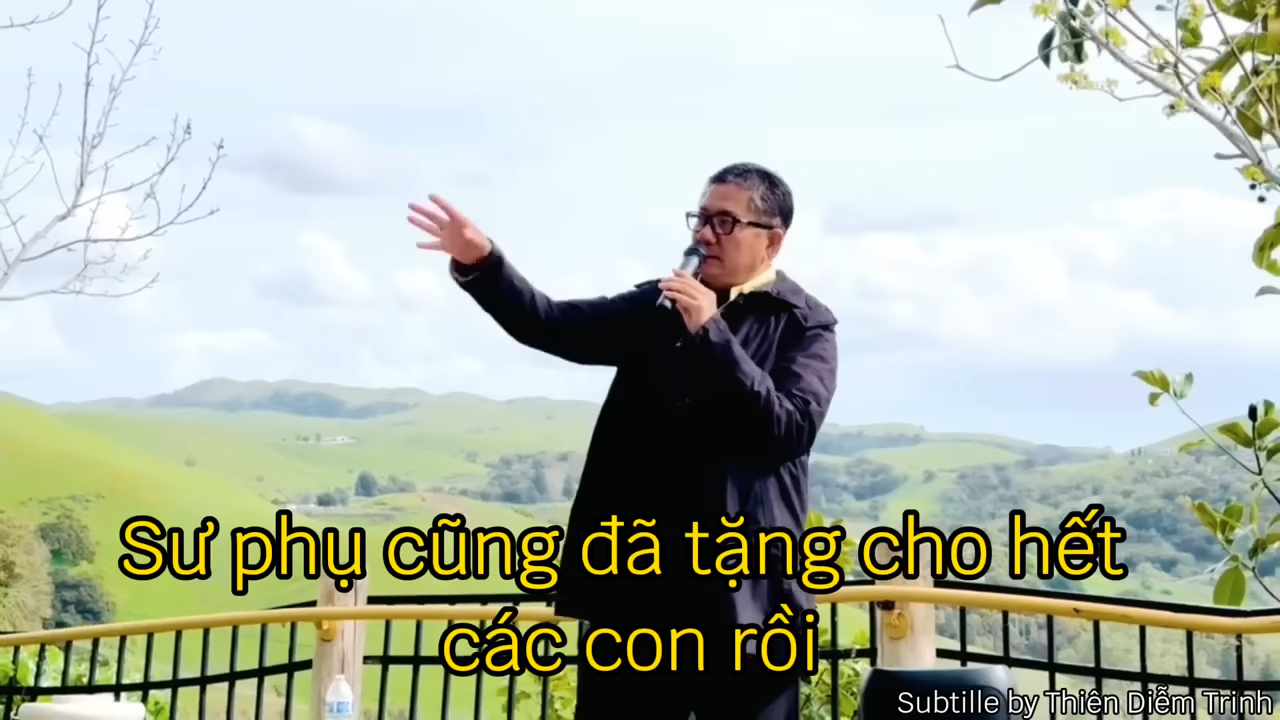 Sư phụ cũng đã tặng cho hết
các con rồi
Subtille by Thiên Diễm Trinh